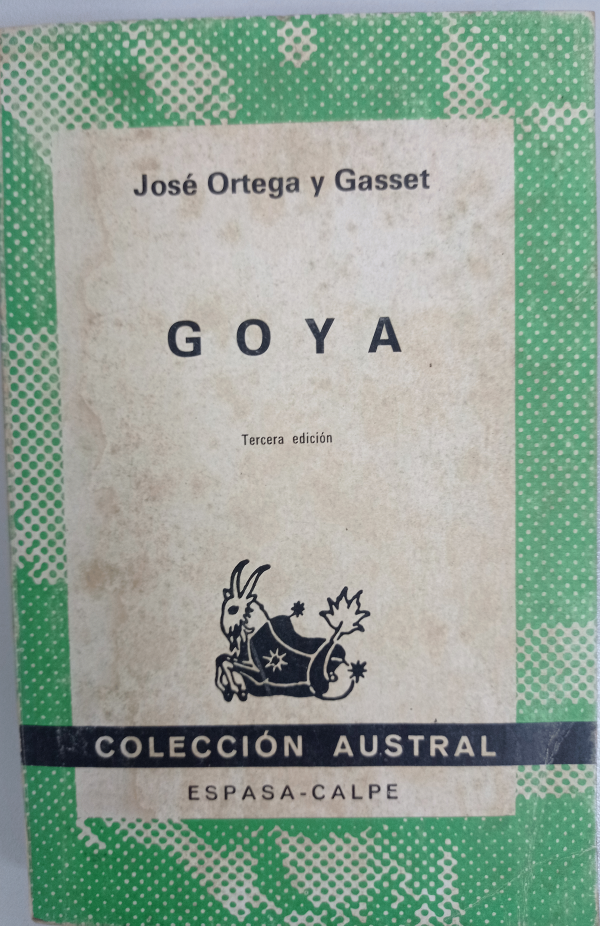 José Ortega y Gasset
GOYA
Tercera edición
COLECCIÓN AUSTRAL
ESPASA-CALPE